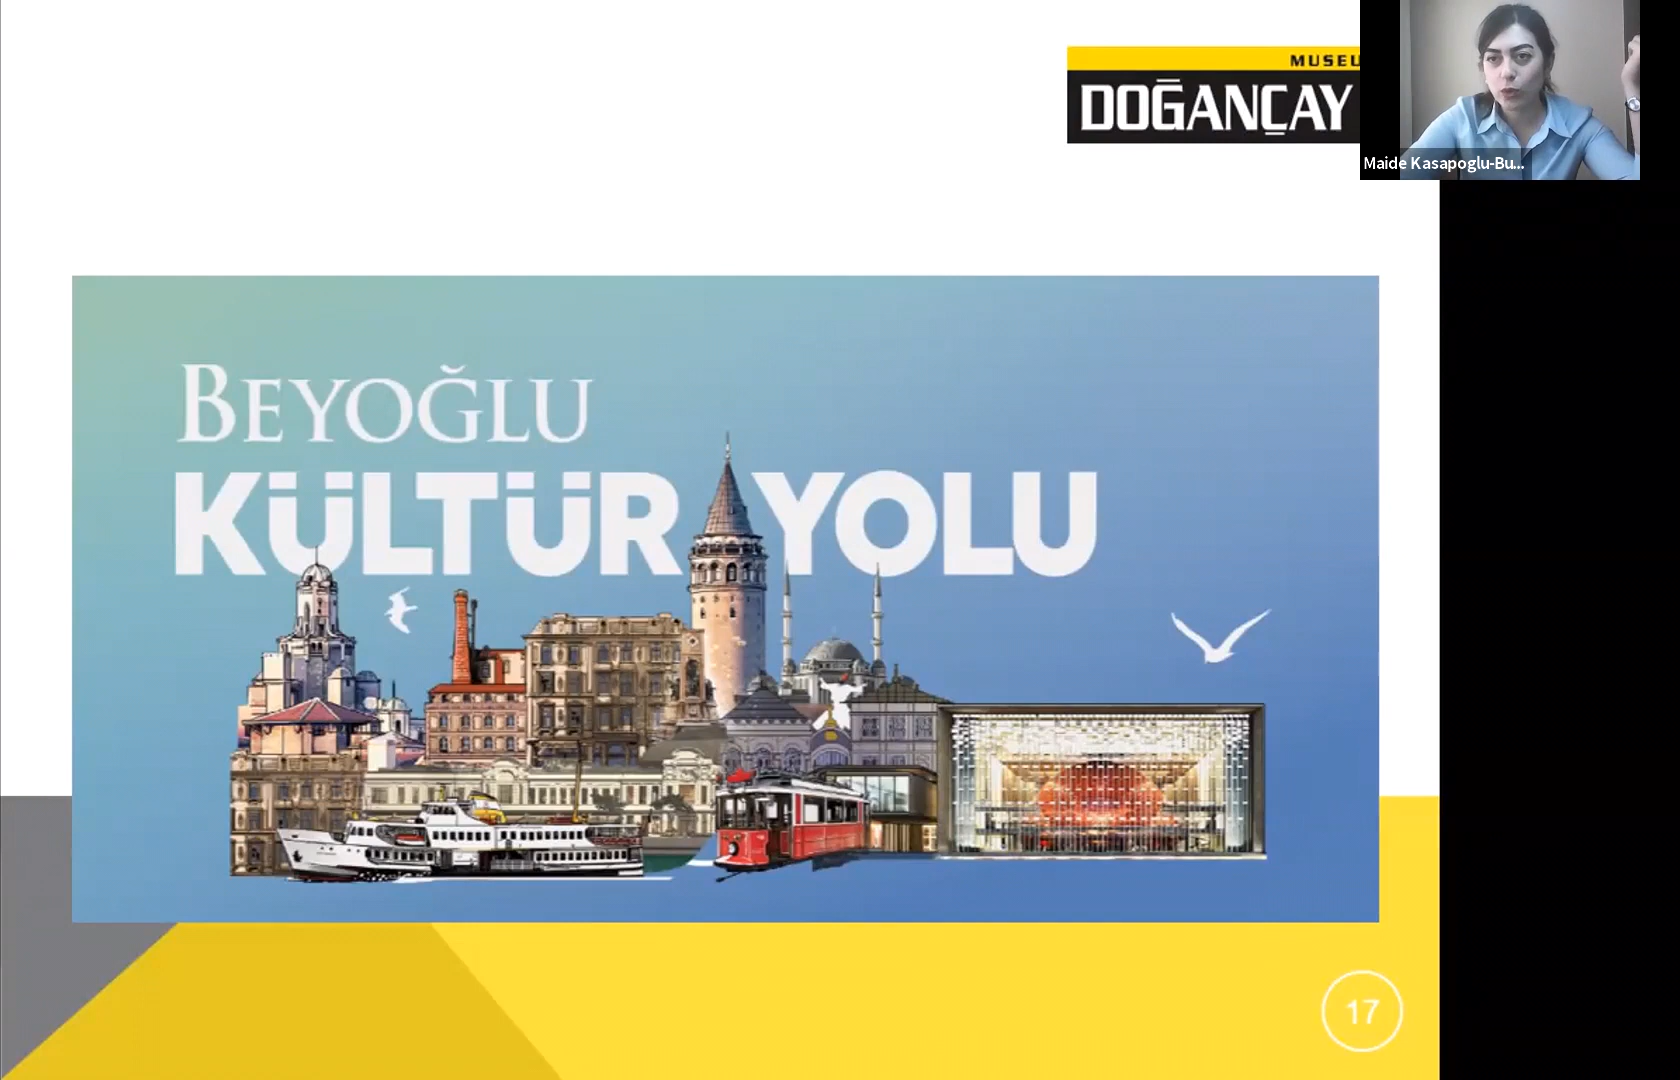 MUSEU
DOĞANÇAY
Maide Kasapoglu-Bu...
BEYOĞLU
KÜLTÜR YOLU
17